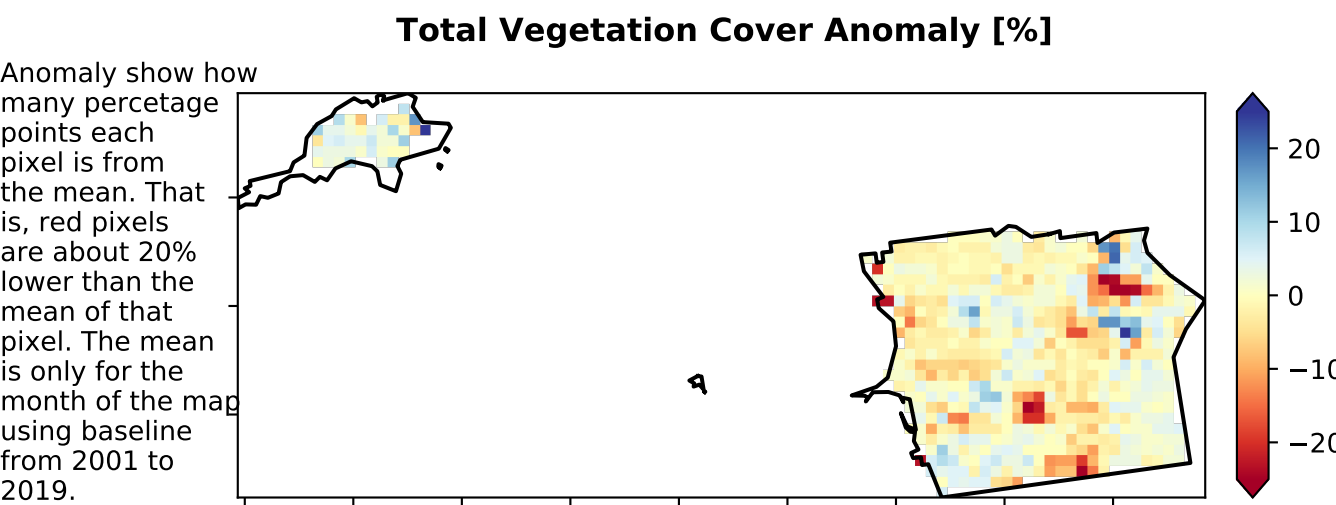 Total Vegetation Cover Anomaly [%]
Anomaly show how
many percetage
points each
pixel is from
the mean. That
is, red pixels
are about 20%
lower than the
mean of that
pixel. The mean
is only for the
month of the map
using baseline
from 2001 to
2019.
20
10
0
−10
−20